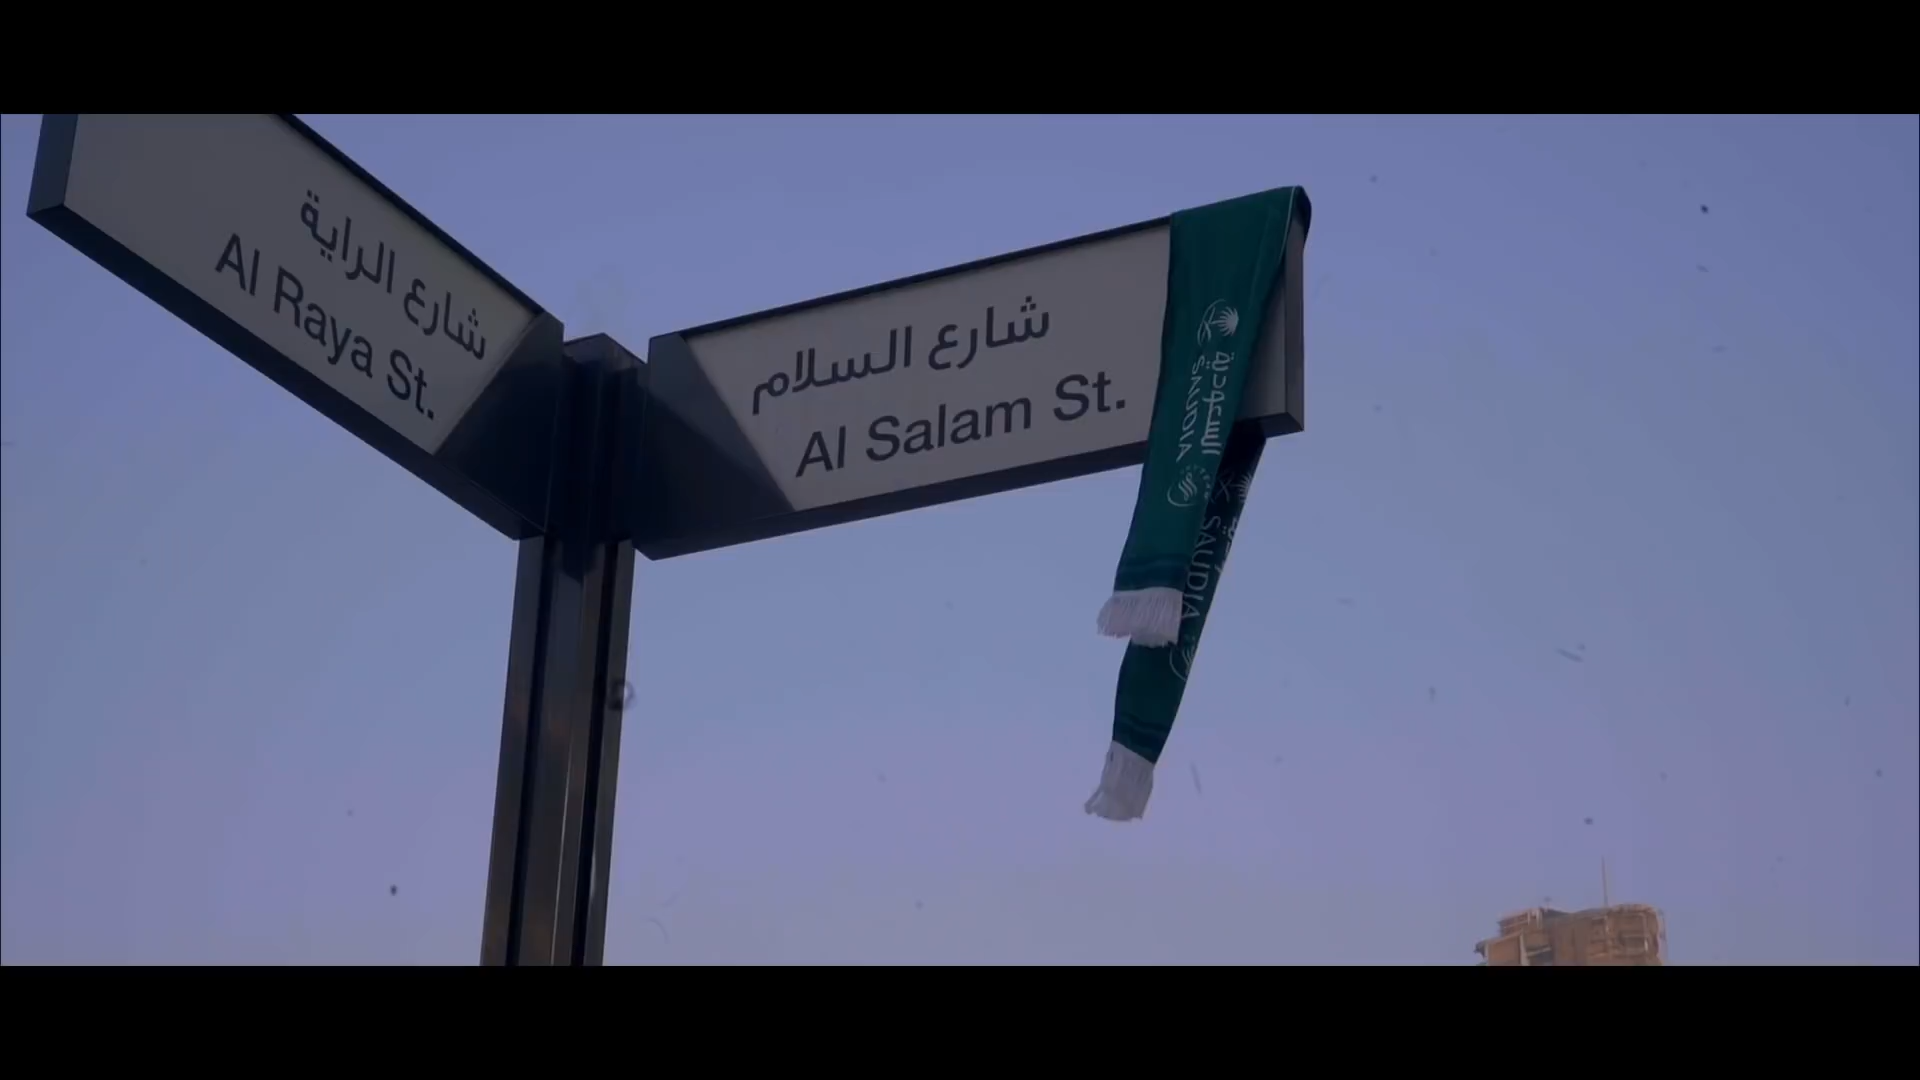 شارع الراية
Al Raya St.
شارع السلام
Al Salam St.
السعودية
SAUDIA
SAUDIA